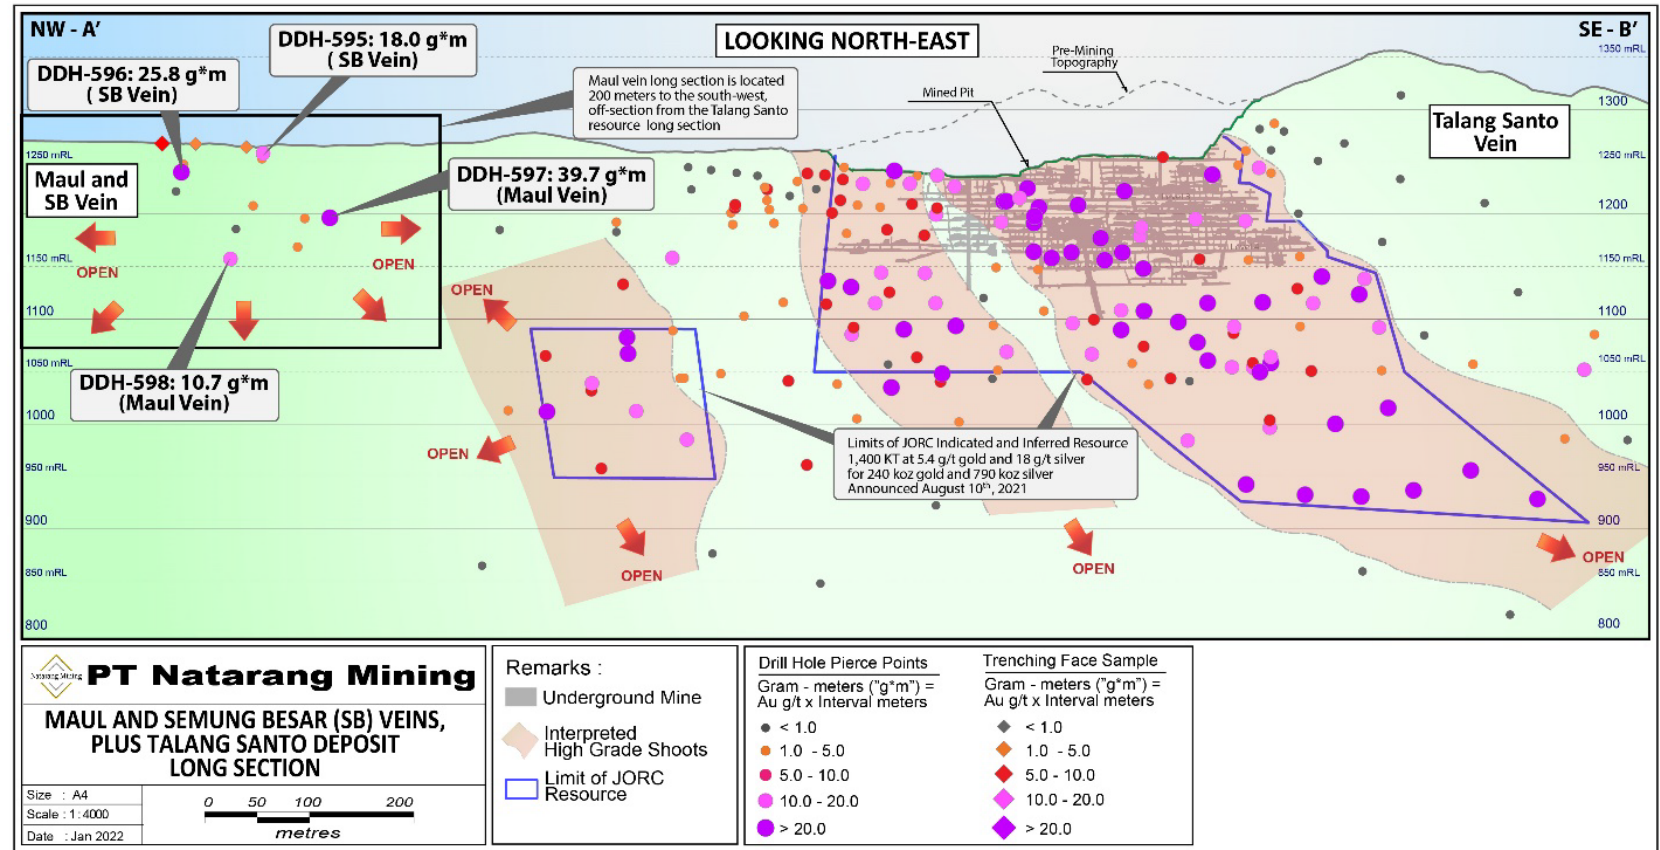 NW - A’
SE - B’
LOOKING NORTH-EAST
DDH-595: 18.0 g*m
( SB Vein)
DDH-596: 25.8 g*m
( SB Vein)
Maul vein long section is located
200 meters to the south-west,
off-section from the Talang Santo
resource long section
Pre-Mining
Topography
Mined Pit
1350 mRL
1300
Talang Santo
Vein
1250 mRL
1250 mRL
Maul and
SB Vein
DDH-597: 39.7 g*m
(Maul Vein)
1200
OPEN
OPEN
1150 mRL
1150 mRL
OPEN
1100
1100
1050 mRL
1050 mRL
DDH-598: 10.7 g*m
(Maul Vein)
1000
1000
Limits of JORC Indicated and Inferred Resource
1,400 KT at 5.4 g/t gold and 18 g/t silver
for 240 koz gold and 790 koz silver
Announced August 10th, 2021
OPEN
950 mRL
950 mRL
900
900
OPEN
OPEN
OPEN
850 mRL
850 mRL
800
800
Natarang Mining
PT Natarang Mining
MAUL AND SEMUNG BESAR (SB) VEINS,
PLUS TALANG SANTO DEPOSIT
LONG SECTION
Size : A4
Scale : 1:4000
Date : Jan 2022
0 50 100 200
metres
Remarks :
Underground Mine
Interpreted
High Grade Shoots
Limit of JORC
Resource
Drill Hole Pierce Points
Gram - meters ("g*m") =
Au g/t x Interval meters
< 1.0
1.0 - 5.0
5.0 - 10.0
10.0 - 20.0
> 20.0
Trenching Face Sample
Gram - meters ("g*m") =
Au g/t x Interval meters
< 1.0
1.0 - 5.0
5.0 - 10.0
10.0 - 20.0
> 20.0